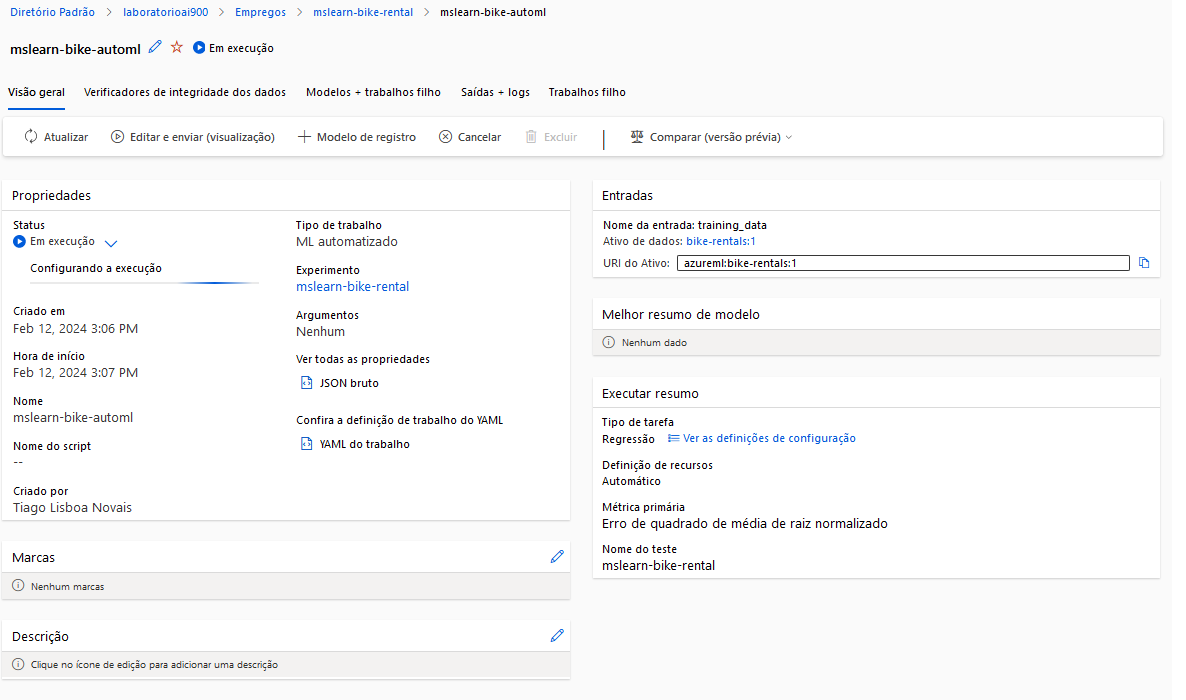 Diretório Padrão > laboratorioai900 > Empregos > mslearn-bike-rental > mslearn-bike-automl
mslearn-bike-automl Em execução
Visão geral Verificadores de integridade dos dados Modelos + trabalhos filho Saídas + logs Trabalhos filho
Atualizar Editar e enviar (visualização) Modelo de registro Cancelar Excluir Comparar (versão prévia)
Propriedades
Status
Em execução
Configurando a execução
Criado em
Feb 12, 2024 3:06 PM
Hora de início
Feb 12, 2024 3:07 PM
Nome
mslearn-bike-automl
Nome do script
--
Criado por
Tiago Lisboa Novais
Tipo de trabalho
ML automatizado
Experimento
mslearn-bike-rental
Argumentos
Nenhum
Ver todas as propriedades
JSON bruto
Confira a definição de trabalho do YAML
YAML do trabalho
Marcas
Nenhum marcas
Descrição
Clique no ícone de edição para adicionar uma descrição
Entradas
Nome da entrada: training_data
Ativo de dados: bike-rentals:1
URI do Ativo: azureml:bike-rentals:1
Melhor resumo de modelo
Nenhum dado
Executar resumo
Tipo de tarefa
Regressão Ver as definições de configuração
Definição de recursos
Automático
Métrica primária
Erro de quadrado de média de raiz normalizado
Nome do teste
mslearn-bike-rental